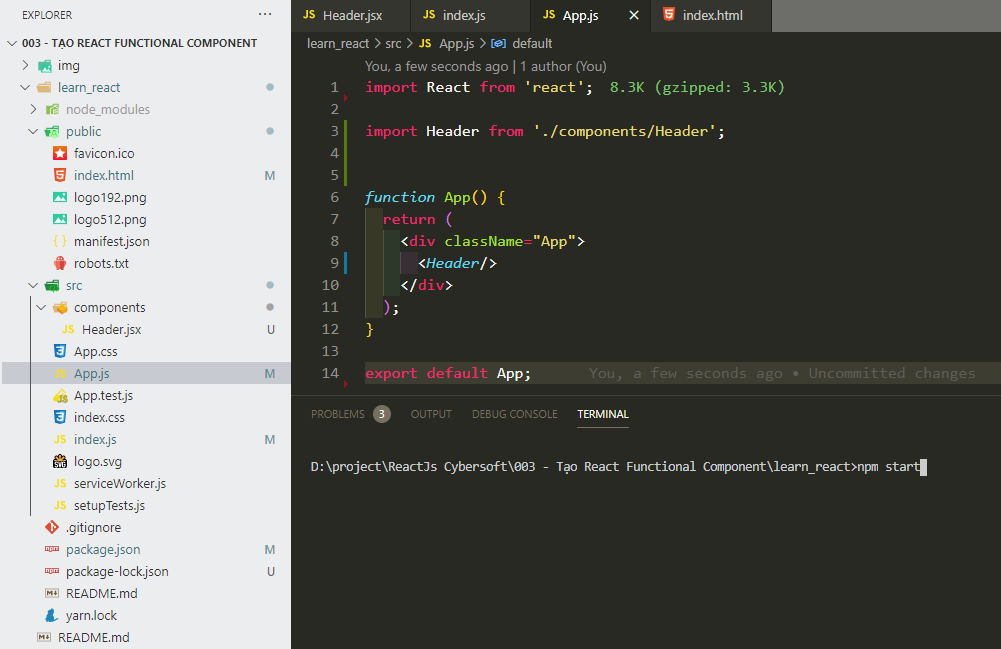 EXPLORER ...
003 - TẠO REACT FUNCTIONAL COMPONENT
img
learn_react
node_modules
public
favicon.ico
index.html M
logo192.png
logo512.png
manifest.json
robots.txt
src
components
JS Header.jsx U
App.css
JS App.js M
App.test.js
index.css
JS index.js M
logo.svg
JS serviceWorker.js
JS setupTests.js
.gitignore
package.json M
package-lock.json U
README.md
yarn.lock
README.md
JS Header.jsx JS index.js JS App.js × index.html
learn_react > src > JS App.js > default
You, a few seconds ago | 1 author (You)
1 import React from 'react'; 8.3K (gzipped: 3.3K)
2
3 import Header from './components/Header';
4
5
6 function App() {
7 return (
8 <div className="App">
9 <Header/>
10 </div>
11 );
12 }
13
14 export default App; You, a few seconds ago • Uncommitted changes
PROBLEMS 3 OUTPUT DEBUG CONSOLE TERMINAL
D:\project\ReactJs Cybersoft\003 - Tạo React Functional Component\learn_react>npm start